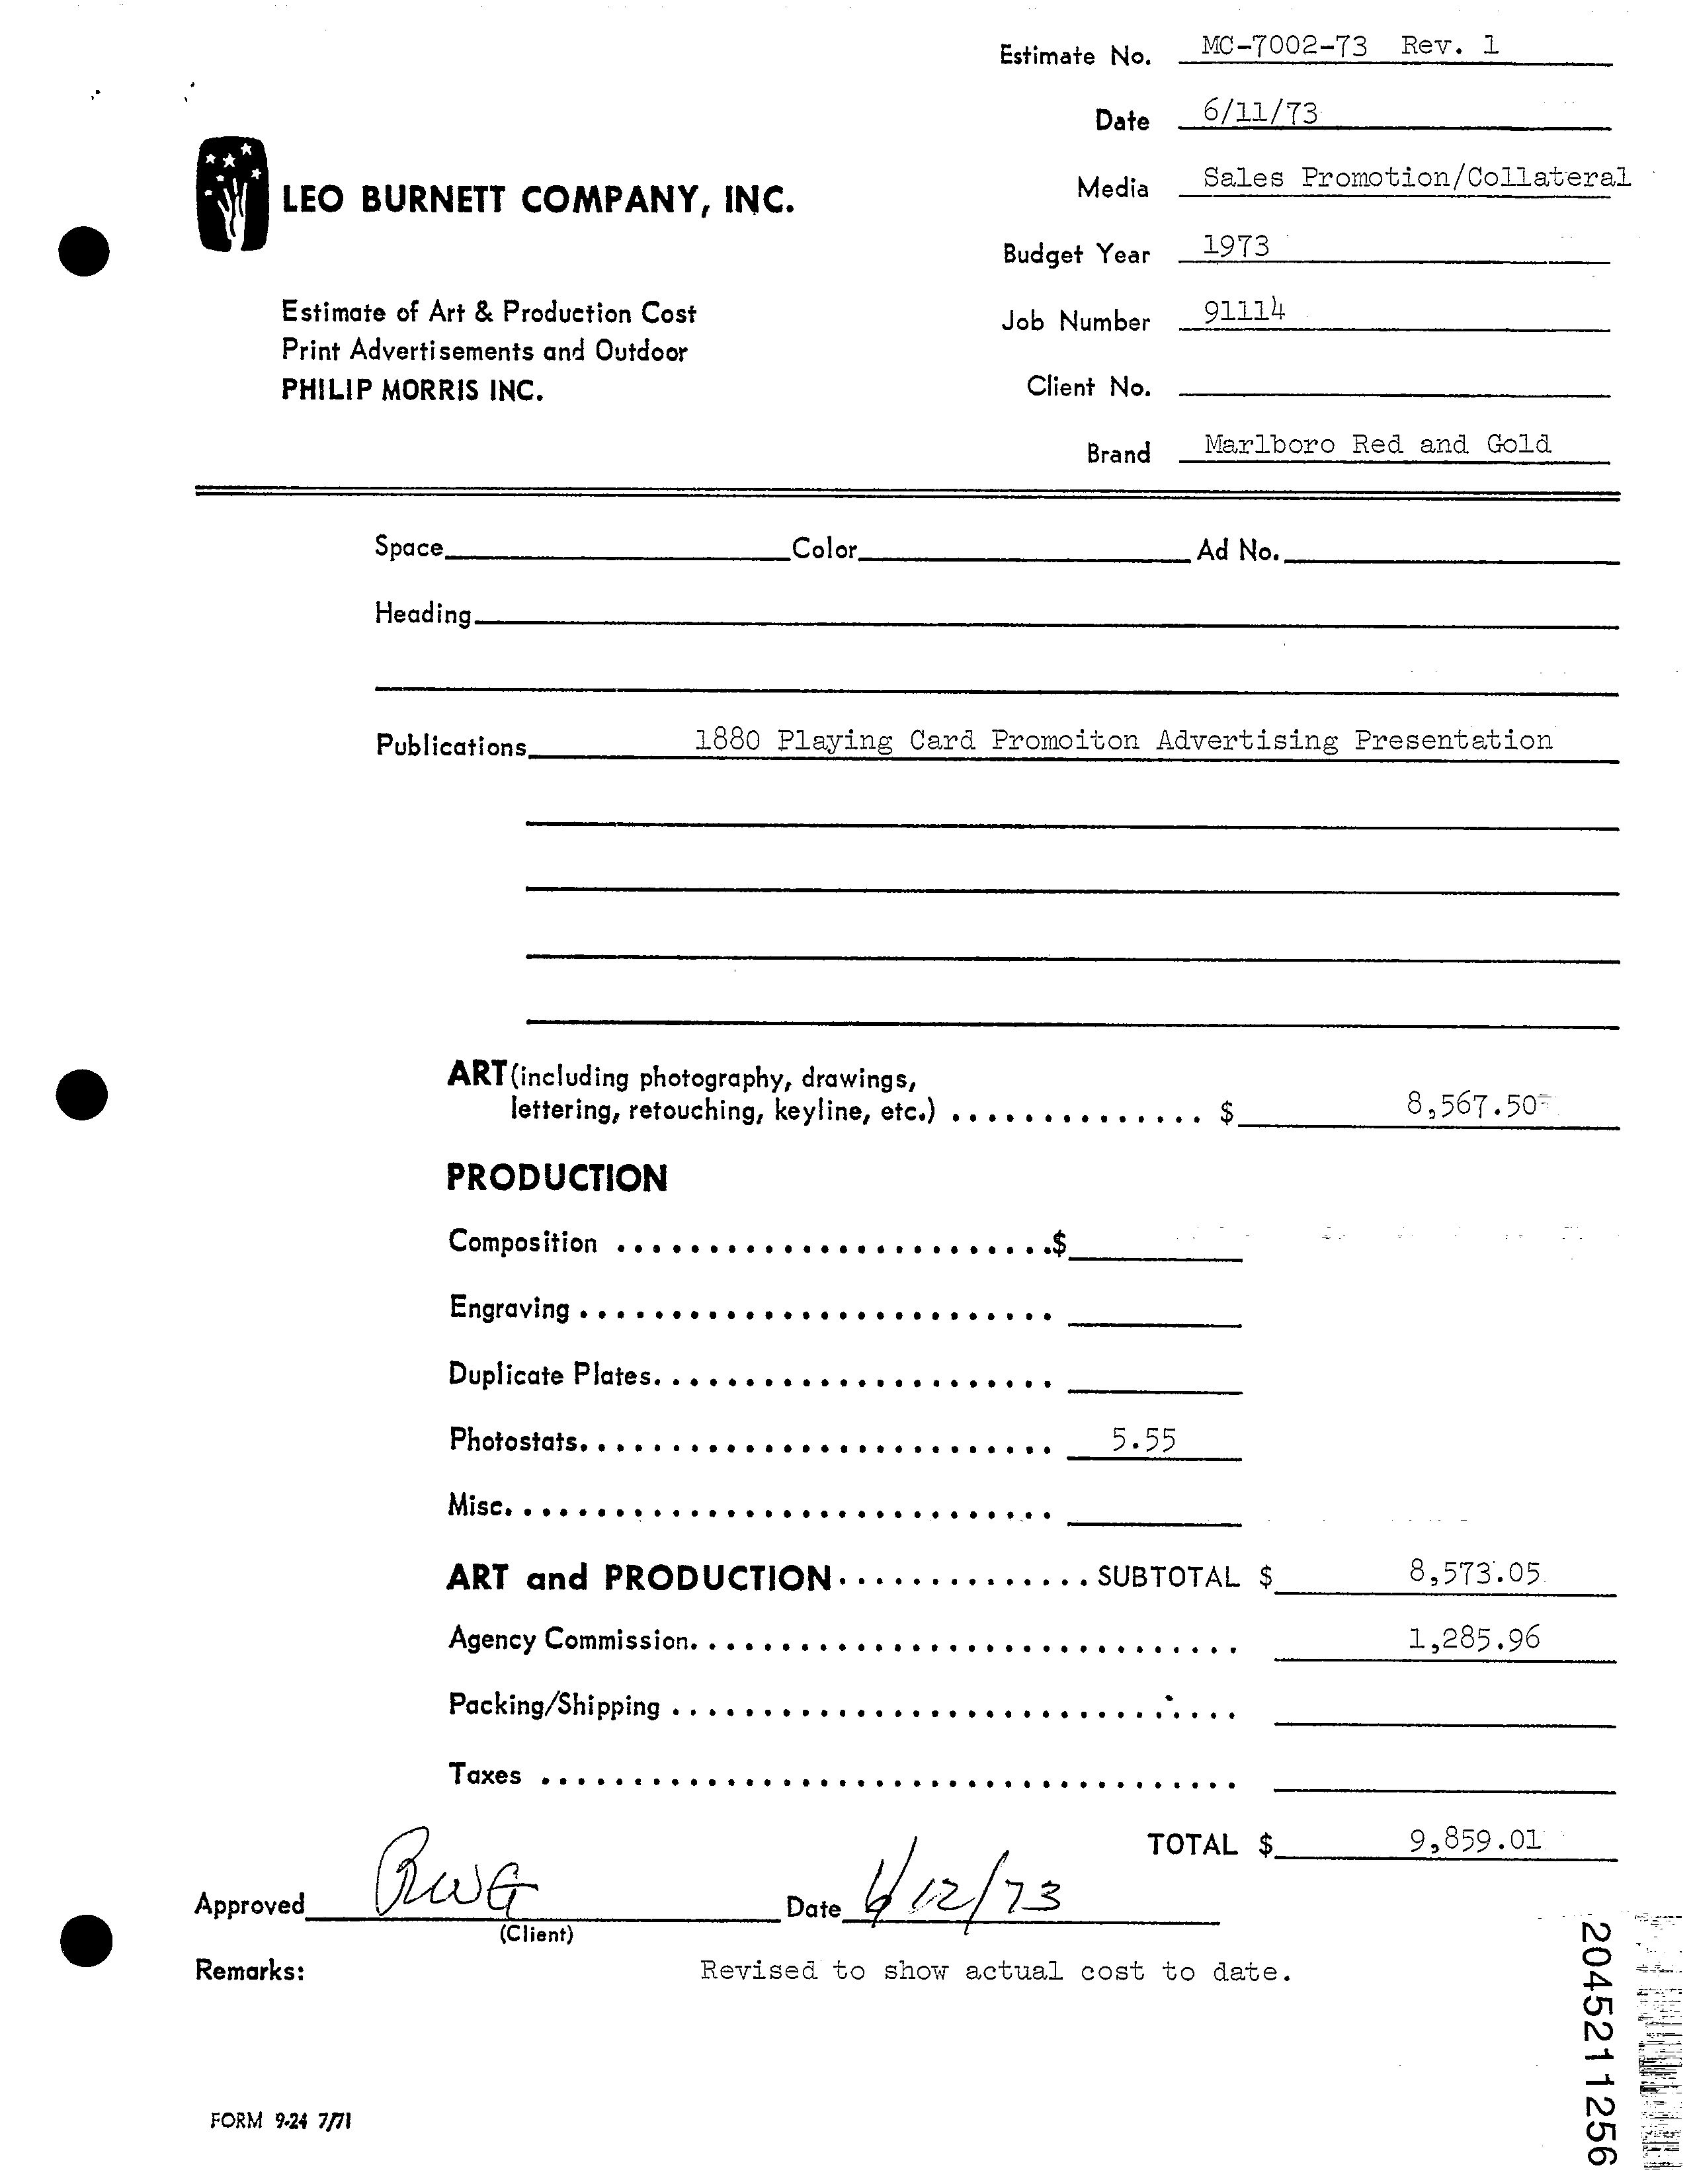 Estimate No. MC-7002-73 Rev. 1
Date 6/11/73
LEO BURNETT COMPANY, INC.
Media Sales Promotion/Collateral
Budget Year 1973
Estimate of Art & Production Cost
Job Number 91114
Print Advertisements and Outdoor
PHILIP MORRIS INC.
Client No.
Brand Marlboro Red and Gold
Space Color Ad No.
Heading
Publications 1880 Playing Card Promoiton Advertising Presentation
ART (including photography, drawings,
lettering, retouching, keyline, etc.) .............. $ 8,567.50
PRODUCTION
Composition ........................$
Engraving ..........................
Duplicate Plates......................
Photostats.......................... 5.55
Misc..............................
ART and PRODUCTION.............. SUBTOTAL $ 8,573.05
Agency Commission.............................. 1,285.96
Packing/Shipping ...............................
Taxes ......................................
TOTAL $ 9,859.01
Approved RWG Date 6/12/73
(Client)
Remarks: Revised to show actual cost to date.
2045211256
FORM 9-24 7/71